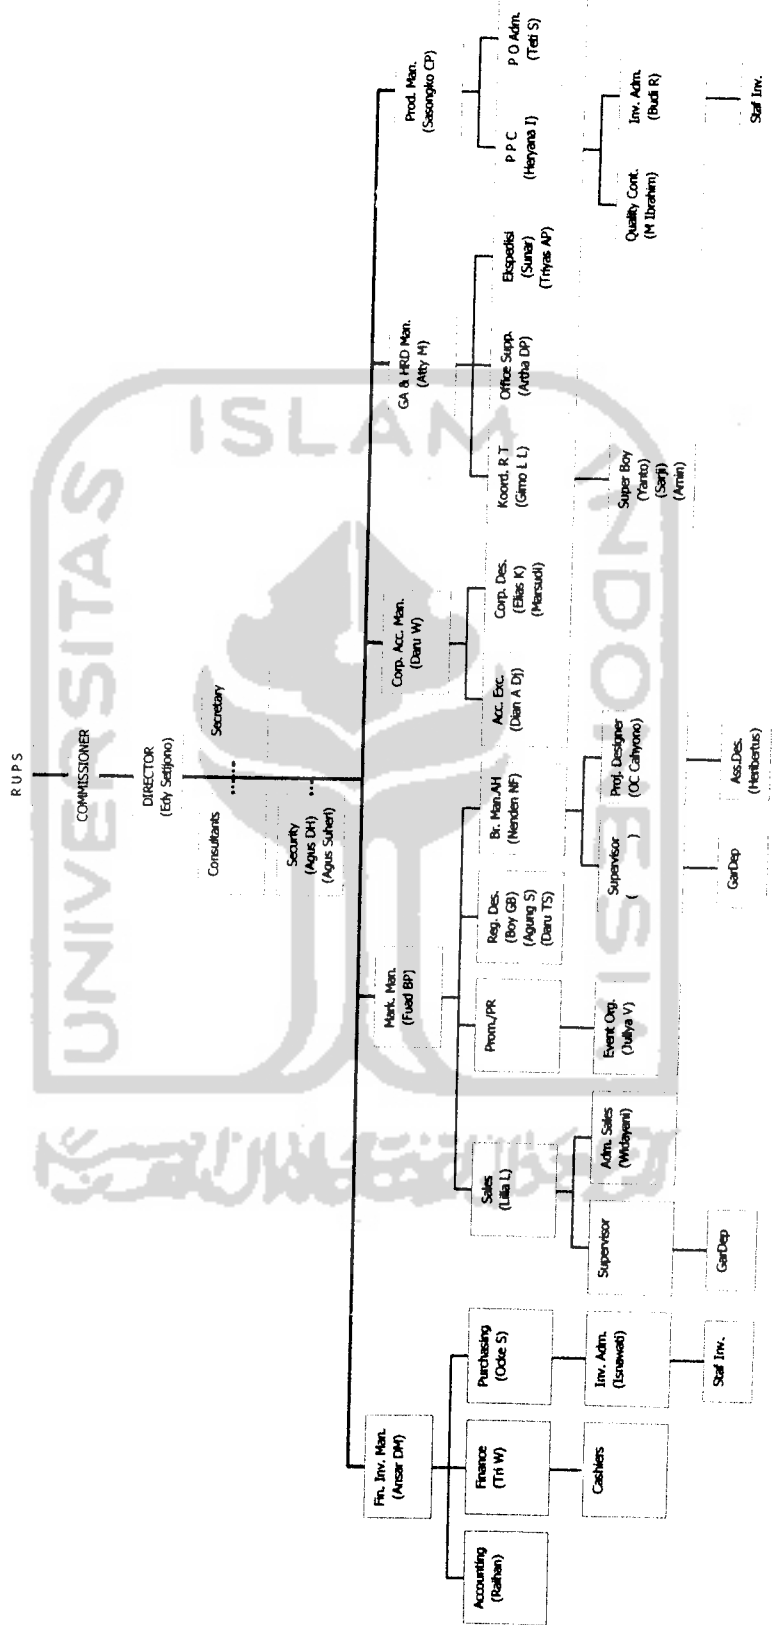 R U P S
COMMISSIONER
DIRECTOR
(Edy Setijono)
Consultants
Secretary
Security
(Agus DH)
(Agus Suheri)
Fin. Inv. Man.
(Ansar DM)
Mark. Man.
(Fuad BP)
Corp. Acc. Man.
(Daru W)
GA & HRD Man.
(Atty M)
Prod. Man.
(Sasongko CP)
Accounting
(Raihan)
Finance
(Tri W)
Purchasing
(Ocke S)
Sales
(Lilia L)
Prom./PR
Reg. Des.
(Boy GB)
(Agung S)
(Daru TS)
Br. Man.AH
(Nenden NF)
Acc. Exc.
(Dian A Dj)
Corp. Des.
(Elias K)
(Marsudi)
Koord. R T
(Gimo L L)
Office Supp.
(Artha DP)
Ekspedisi
(Sunar)
(Triyas AP)
P P C
(Heryana I)
P O Adm.
(Teti S)
Cashiers
Inv. Adm.
(Isnawati)
Supervisor
Adm. Sales
(Widayani)
Event Org.
(Juliya V)
Supervisor
( )
Proj. Designer
(OC Cahyono)
Super Boy
(Yanto)
(Sarji)
(Amin)
Quality Cont.
(M Ibrahim)
Inv. Adm.
(Budi R)
Staf Inv.
GarDep
GarDep
Ass.Des.
(Heribertus)
Staf Inv.
UNIVERSITAS
ISLAM
INDONESIA